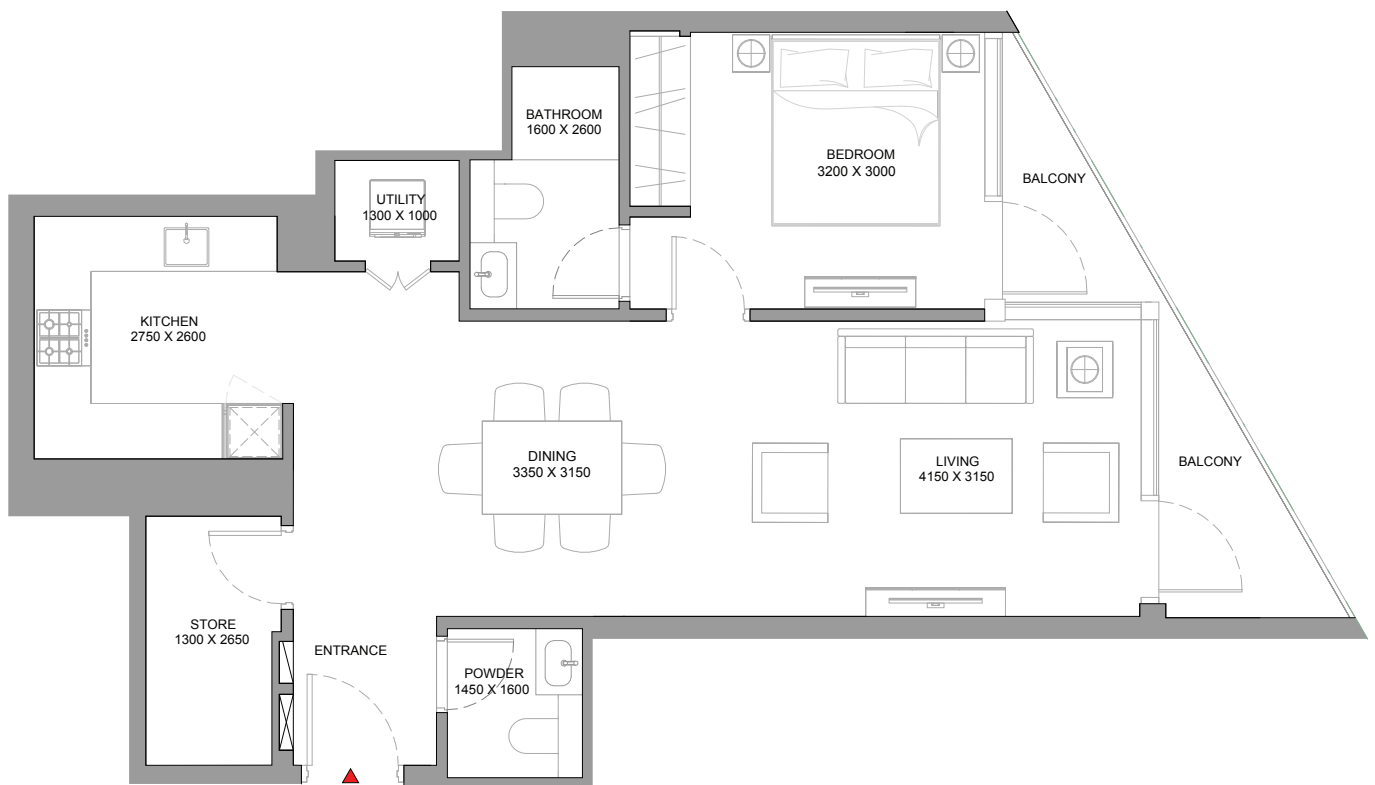 BATHROOM
1600 X 2600
BEDROOM
3200 X 3000
BALCONY
UTILITY
1300 X 1000
KITCHEN
2750 X 2600
DINING
3350 X 3150
LIVING
4150 X 3150
BALCONY
STORE
1300 X 2650
ENTRANCE
POWDER
1450 X 1600